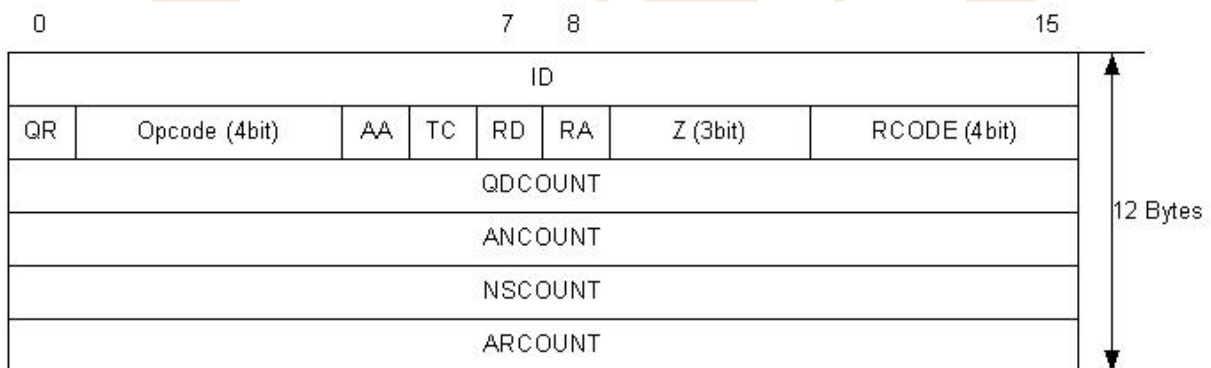 0 7 8 15
ID
QR Opcode (4bit) AA TC RD RA Z (3bit) RCODE (4bit)
QDCOUNT
ANCOUNT
NSCOUNT
ARCOUNT
12 Bytes